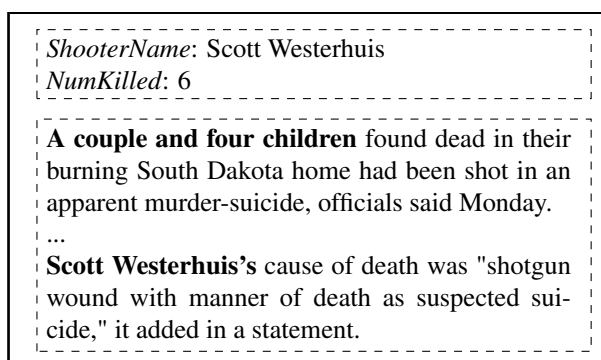 ShooterName: Scott Westerhuis
NumKilled: 6
A couple and four children found dead in their
burning South Dakota home had been shot in an
apparent murder-suicide, officials said Monday.
...
Scott Westerhuis's cause of death was "shotgun
wound with manner of death as suspected sui-
cide," it added in a statement.